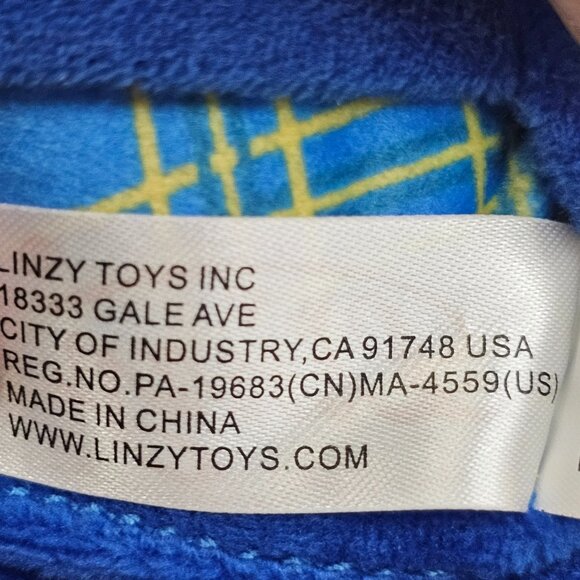 LINZY TOYS INC
18333 GALE AVE
CITY OF INDUSTRY,CA 91748 USA
REG.NO.PA-19683(CN)MA-4559(US)
MADE IN CHINA
WWW.LINZYTOYS.COM